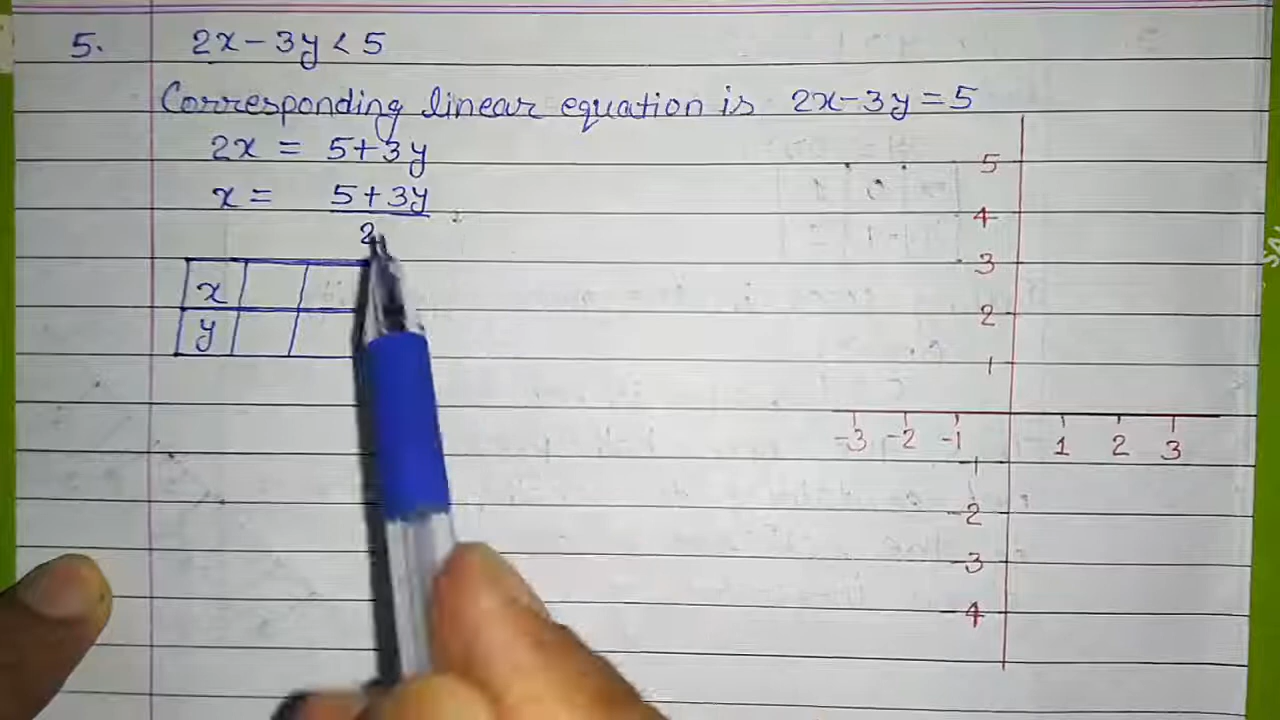 5. 2x - 3y < 5
Corresponding linear equation is 2x - 3y = 5
2x = 5 + 3y
x = 5 + 3y
2
x
y
5
4
3
2
1
-3 -2 -1 1 2 3
-1
-2
-3
-4